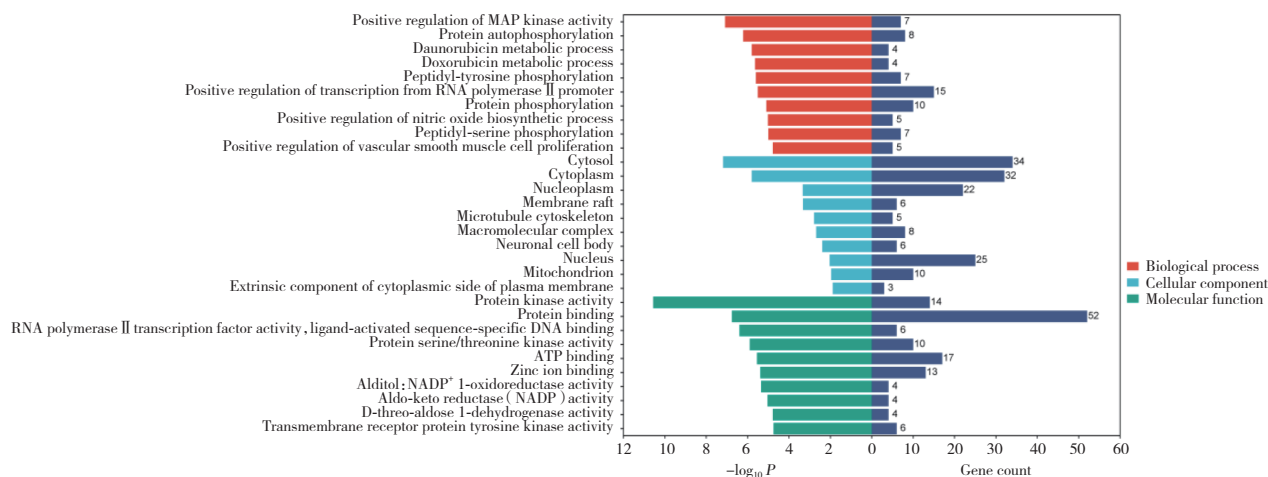 Positive regulation of MAP kinase activity 7
Protein autophosphorylation 8
Daunorubicin metabolic process 4
Doxorubicin metabolic process 4
Peptidyl-tyrosine phosphorylation 7
Positive regulation of transcription from RNA polymerase Ⅱ promoter 15
Protein phosphorylation 10
Positive regulation of nitric oxide biosynthetic process 5
Peptidyl-serine phosphorylation 7
Positive regulation of vascular smooth muscle cell proliferation 5
Cytosol 34
Cytoplasm 32
Nucleoplasm 22
Membrane raft 6
Microtubule cytoskeleton 5
Macromolecular complex 8
Neuronal cell body 6
Nucleus 25
Mitochondrion 10
Extrinsic component of cytoplasmic side of plasma membrane 3
Protein kinase activity 14
Protein binding 52
RNA polymerase Ⅱ transcription factor activity, ligand-activated sequence-specific DNA binding 6
Protein serine/threonine kinase activity 10
ATP binding 17
Zinc ion binding 13
Alditol:NADP⁺ 1-oxidoreductase activity 4
Aldo-keto reductase (NADP) activity 4
D-threo-aldose 1-dehydrogenase activity 4
Transmembrane receptor protein tyrosine kinase activity 6
Biological process
Cellular component
Molecular function
12 10 8 6 4 2 0 10 20 30 40 50 60
−log₁₀ P Gene count